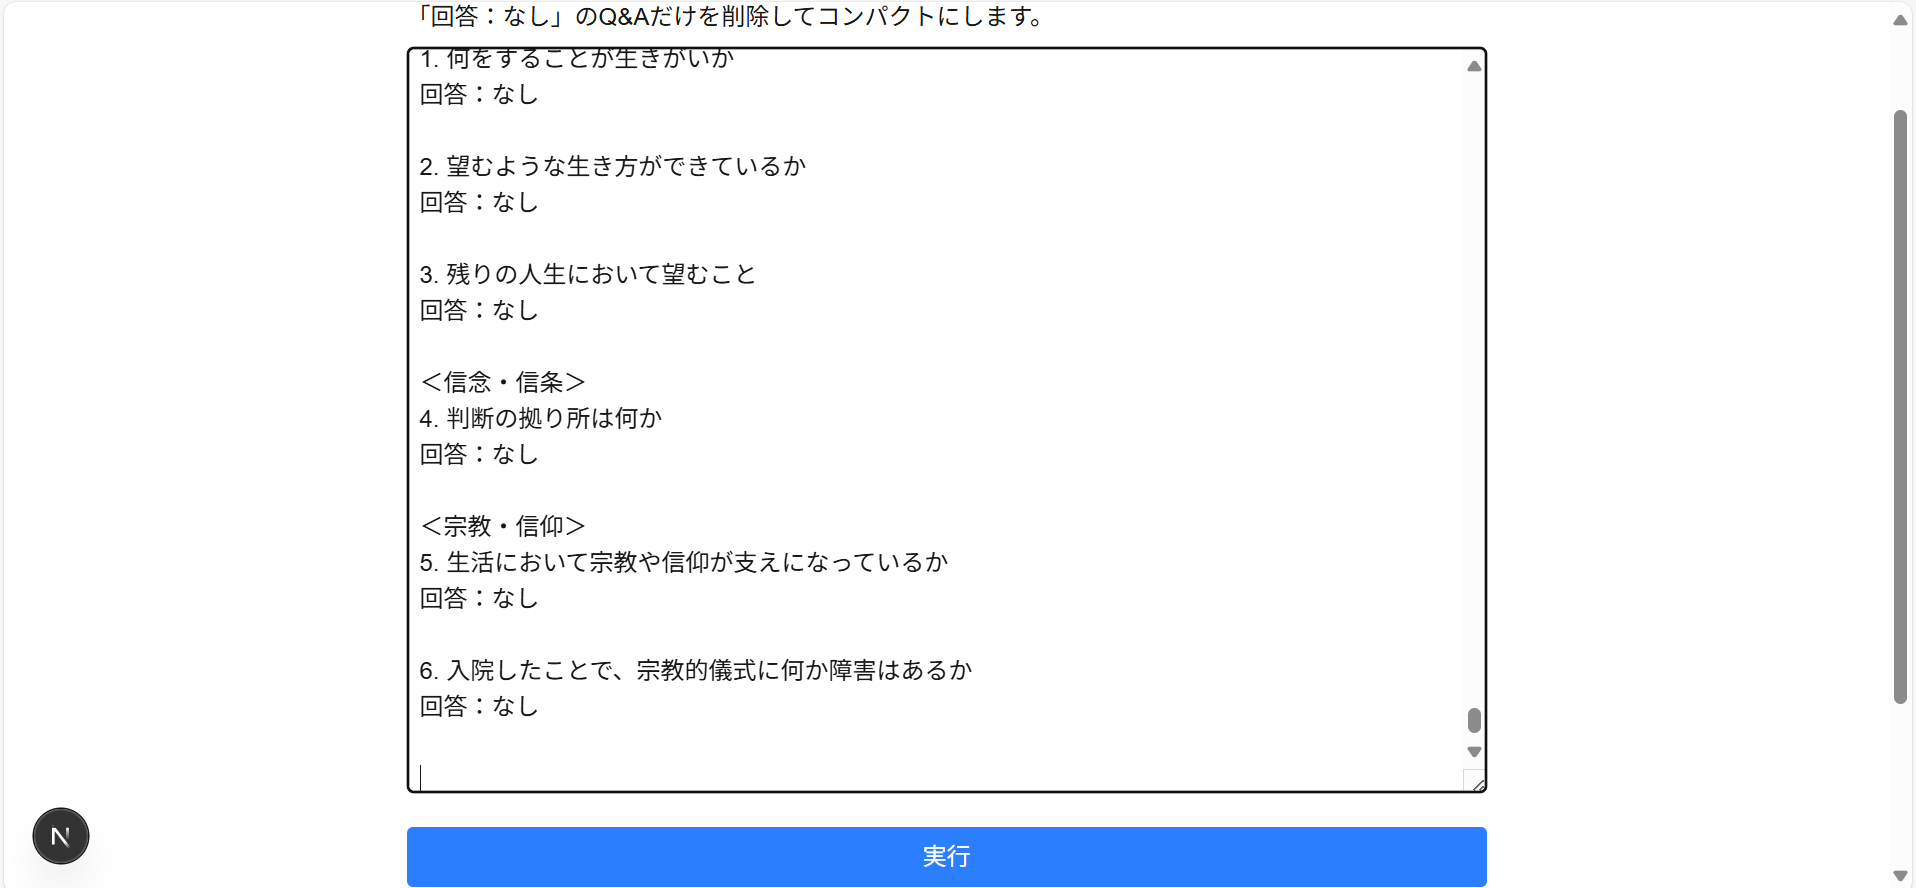 「回答：なし」のQ&Aだけを削除してコンパクトにします。
1. 何をすることが生きがいか
回答：なし
2. 望むような生き方ができているか
回答：なし
3. 残りの人生において望むこと
回答：なし
＜信念・信条＞
4. 判断の拠り所は何か
回答：なし
＜宗教・信仰＞
5. 生活において宗教や信仰が支えになっているか
回答：なし
6. 入院したことで、宗教的儀式に何か障害はあるか
回答：なし
N
実行